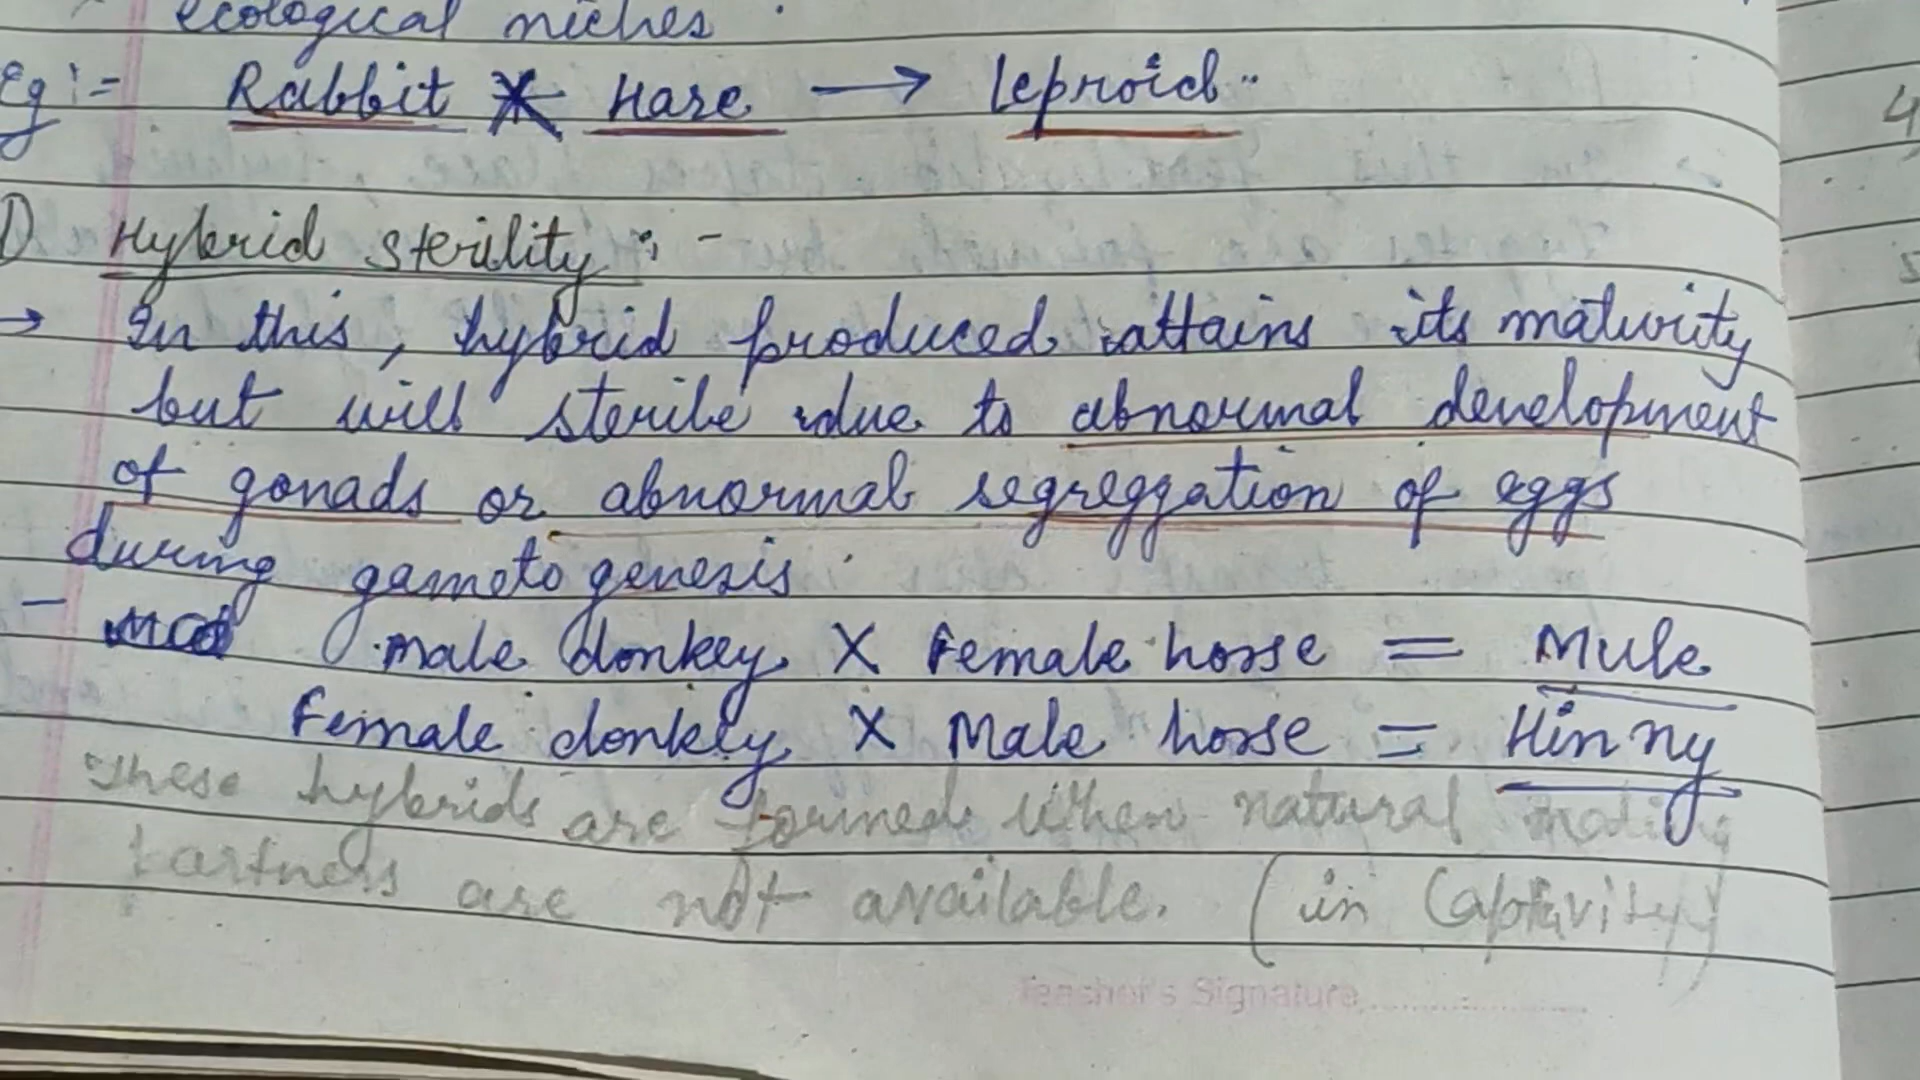 ecological niches.
Eg:- Rabbit X Hare → leproid..
D Hybrid sterility :-
→ In this, hybrid produced attains its maturity
but will sterile due to abnormal development
of gonads or abnormal segreggation of eggs
during gametogenesis.
- male donkey X Female horse = Mule
Female donkey X Male horse = Hinny
These hybrids are formed when natural mating
partners are not available. (in Captivity)
Teacher's Signature..................
4